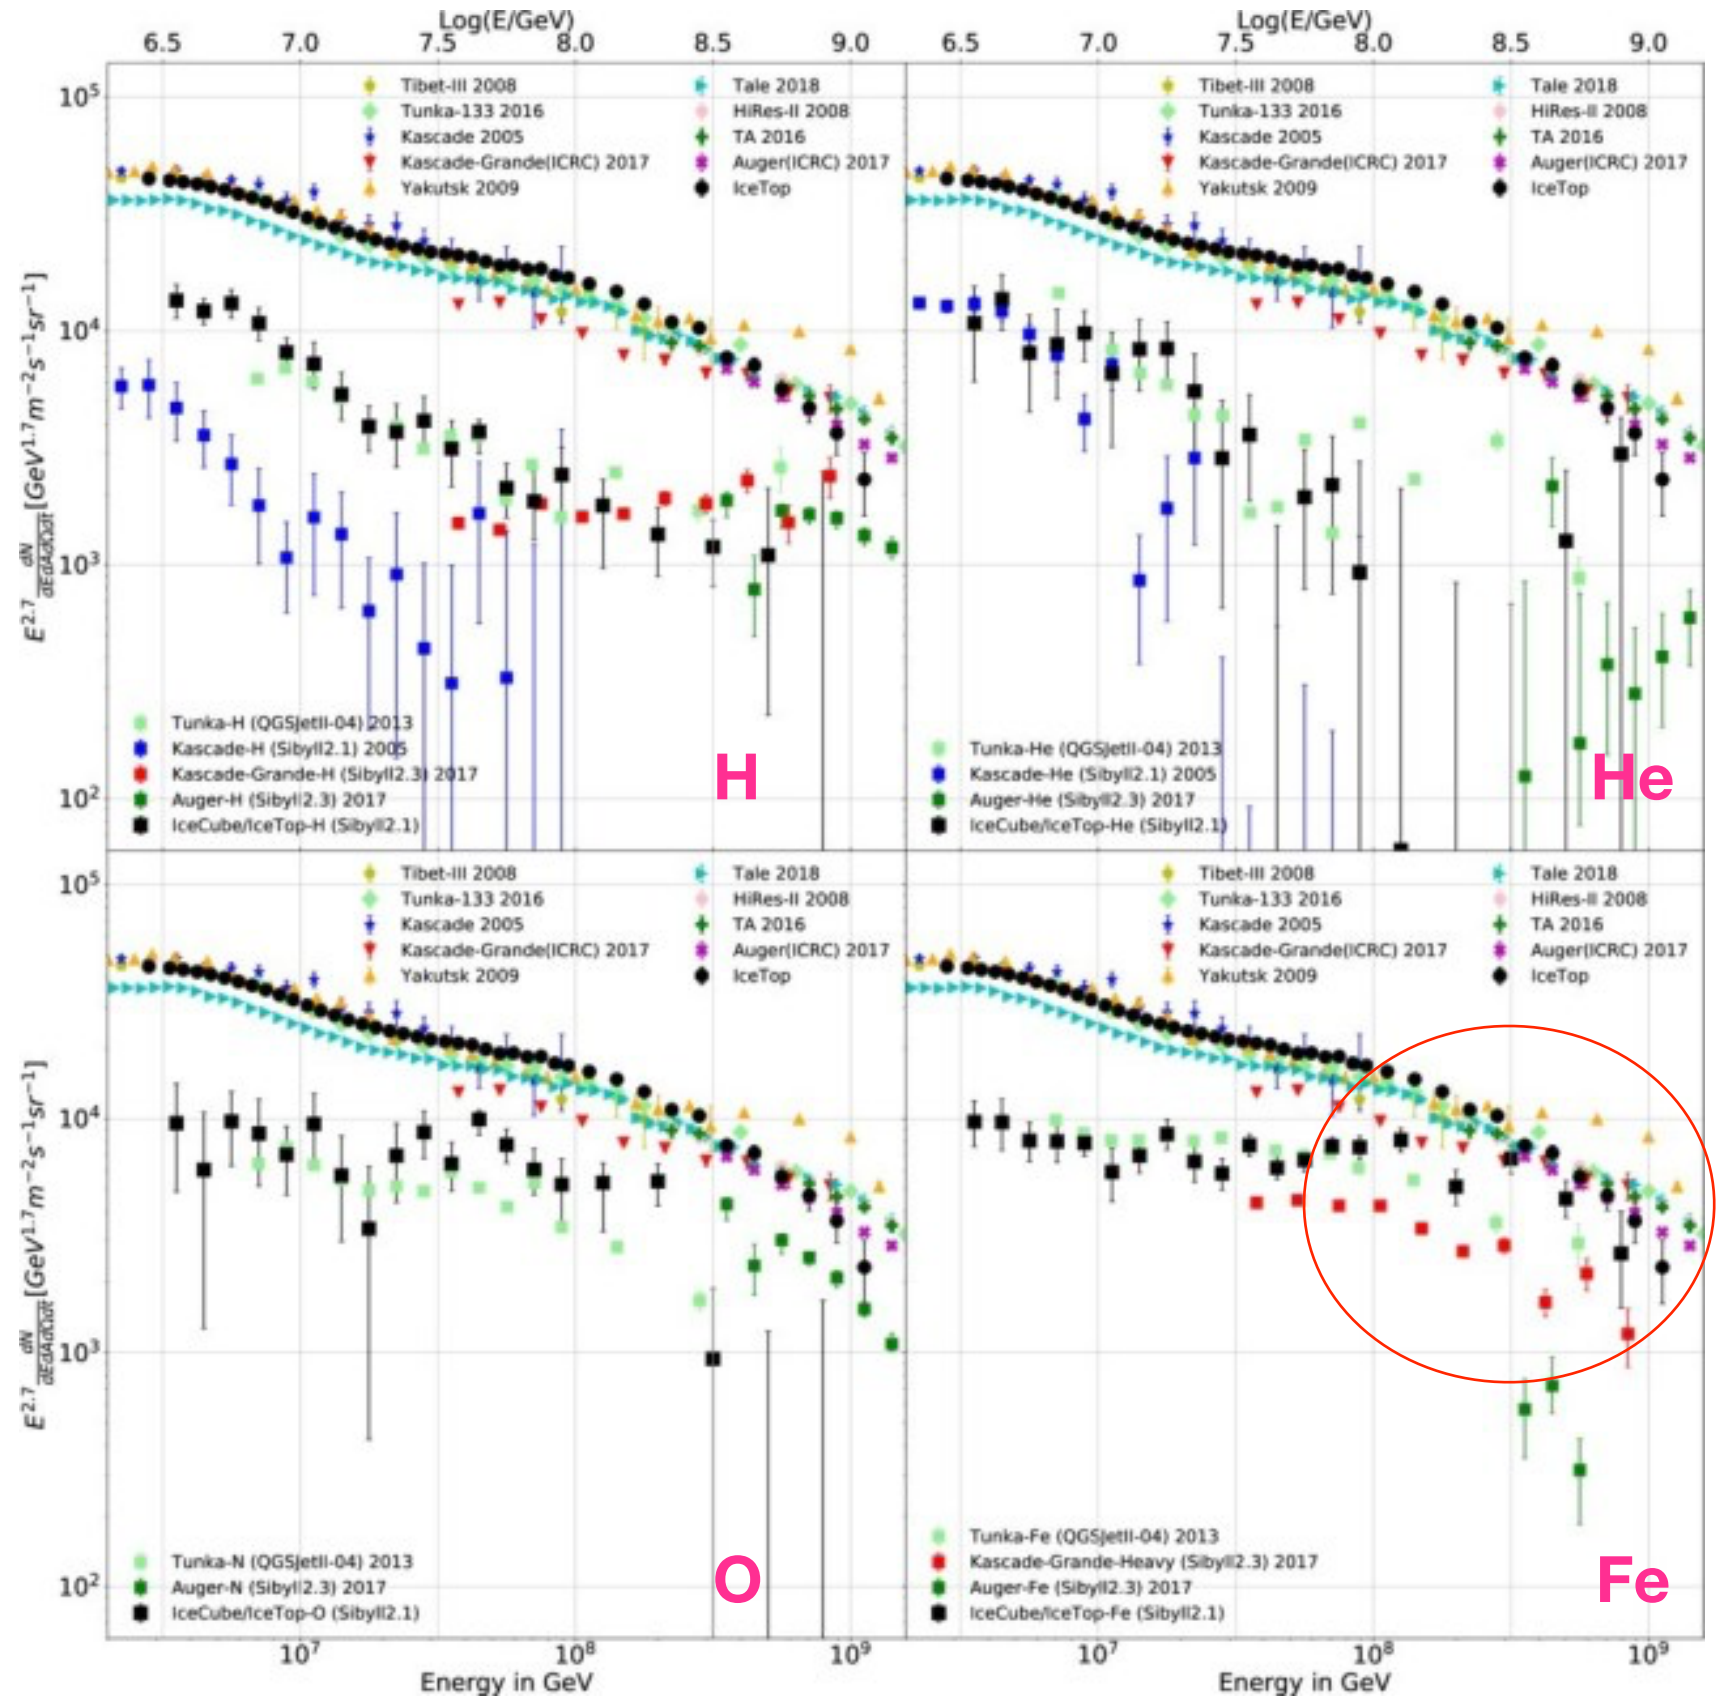 Log(E/GeV)
Log(E/GeV)
6.5 7.0 7.5 8.0 8.5 9.0
6.5 7.0 7.5 8.0 8.5 9.0
10^5
10^4
10^3
10^2
E^2.7 dN/dEdAdΩdt [GeV^1.7 m^−2 s^−1 sr^−1]
Tibet-III 2008
Tunka-133 2016
Kascade 2005
Kascade-Grande(ICRC) 2017
Yakutsk 2009
Tale 2018
HiRes-II 2008
TA 2016
Auger(ICRC) 2017
IceTop
Tunka-H (QGSJetII-04) 2013
Kascade-H (Sibyll2.1) 2005
Kascade-Grande-H (Sibyll2.3) 2017
Auger-H (Sibyll2.3) 2017
IceCube/IceTop-H (Sibyll2.1)
H
Tibet-III 2008
Tunka-133 2016
Kascade 2005
Kascade-Grande(ICRC) 2017
Yakutsk 2009
Tale 2018
HiRes-II 2008
TA 2016
Auger(ICRC) 2017
IceTop
Tunka-He (QGSJetII-04) 2013
Kascade-He (Sibyll2.1) 2005
Auger-He (Sibyll2.3) 2017
IceCube/IceTop-He (Sibyll2.1)
He
10^5
10^4
10^3
10^2
E^2.7 dN/dEdAdΩdt [GeV^1.7 m^−2 s^−1 sr^−1]
Tibet-III 2008
Tunka-133 2016
Kascade 2005
Kascade-Grande(ICRC) 2017
Yakutsk 2009
Tale 2018
HiRes-II 2008
TA 2016
Auger(ICRC) 2017
IceTop
Tunka-N (QGSJetII-04) 2013
Auger-N (Sibyll2.3) 2017
IceCube/IceTop-O (Sibyll2.1)
O
Tibet-III 2008
Tunka-133 2016
Kascade 2005
Kascade-Grande(ICRC) 2017
Yakutsk 2009
Tale 2018
HiRes-II 2008
TA 2016
Auger(ICRC) 2017
IceTop
Tunka-Fe (QGSJetII-04) 2013
Kascade-Grande-Heavy (Sibyll2.3) 2017
Auger-Fe (Sibyll2.3) 2017
IceCube/IceTop-Fe (Sibyll2.1)
Fe
10^7 10^8 10^9
10^7 10^8 10^9
Energy in GeV
Energy in GeV